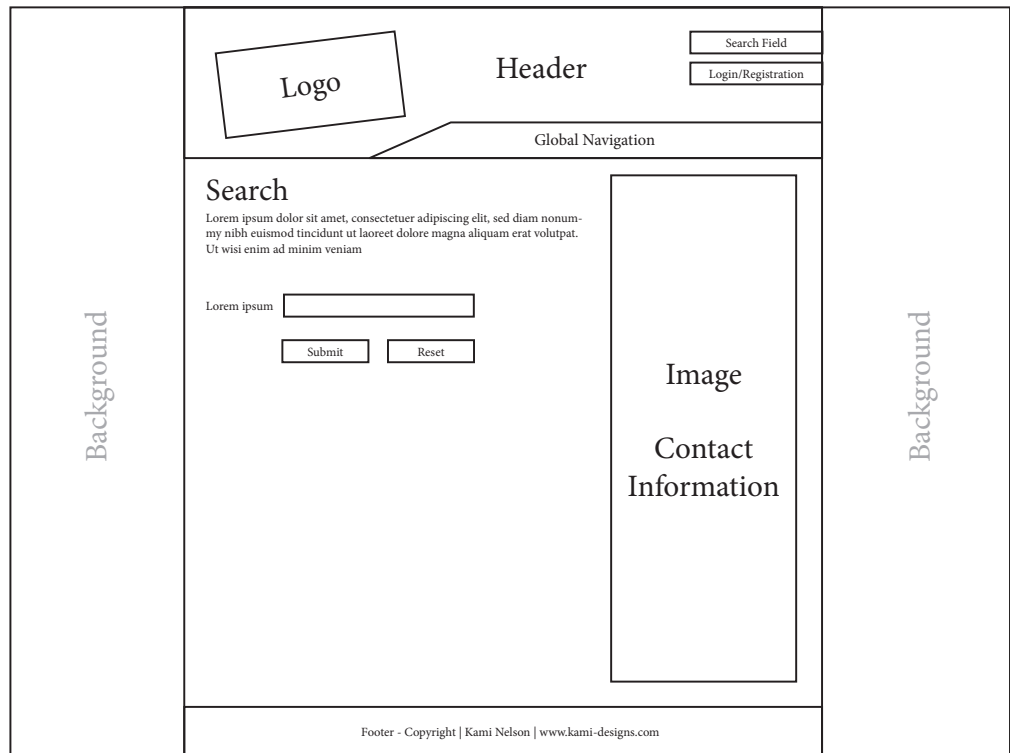 Logo
Header
Search Field
Login/Registration
Global Navigation
Search
Lorem ipsum dolor sit amet, consectetuer adipiscing elit, sed diam nonum-
my nibh euismod tincidunt ut laoreet dolore magna aliquam erat volutpat.
Ut wisi enim ad minim veniam
Lorem ipsum
Submit
Reset
Image
Contact
Information
Background
Background
Footer - Copyright | Kami Nelson | www.kami-designs.com